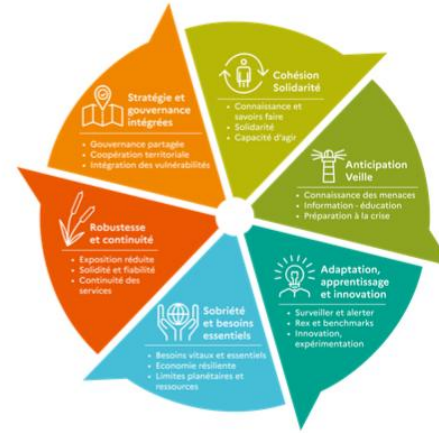 Stratégie et
gouvernance
intégrées
• Gouvernance partagée
• Coopération territoriale
• Intégration des vulnérabilités
Cohésion
Solidarité
• Connaissance et
savoirs faire
• Solidarité
• Capacité d'agir
Anticipation
Veille
• Connaissance des menaces
• Information - éducation
• Préparation à la crise
Adaptation,
apprentissage
et innovation
• Surveiller et alerter
• Rex et benchmarks
• Innovation,
expérimentation
Sobriété
et besoins
essentiels
• Besoins vitaux et essentiels
• Economie résiliente
• Limites planétaires et
ressources
Robustesse
et continuité
• Exposition réduite
• Solidité et fiabilité
• Continuité des
services